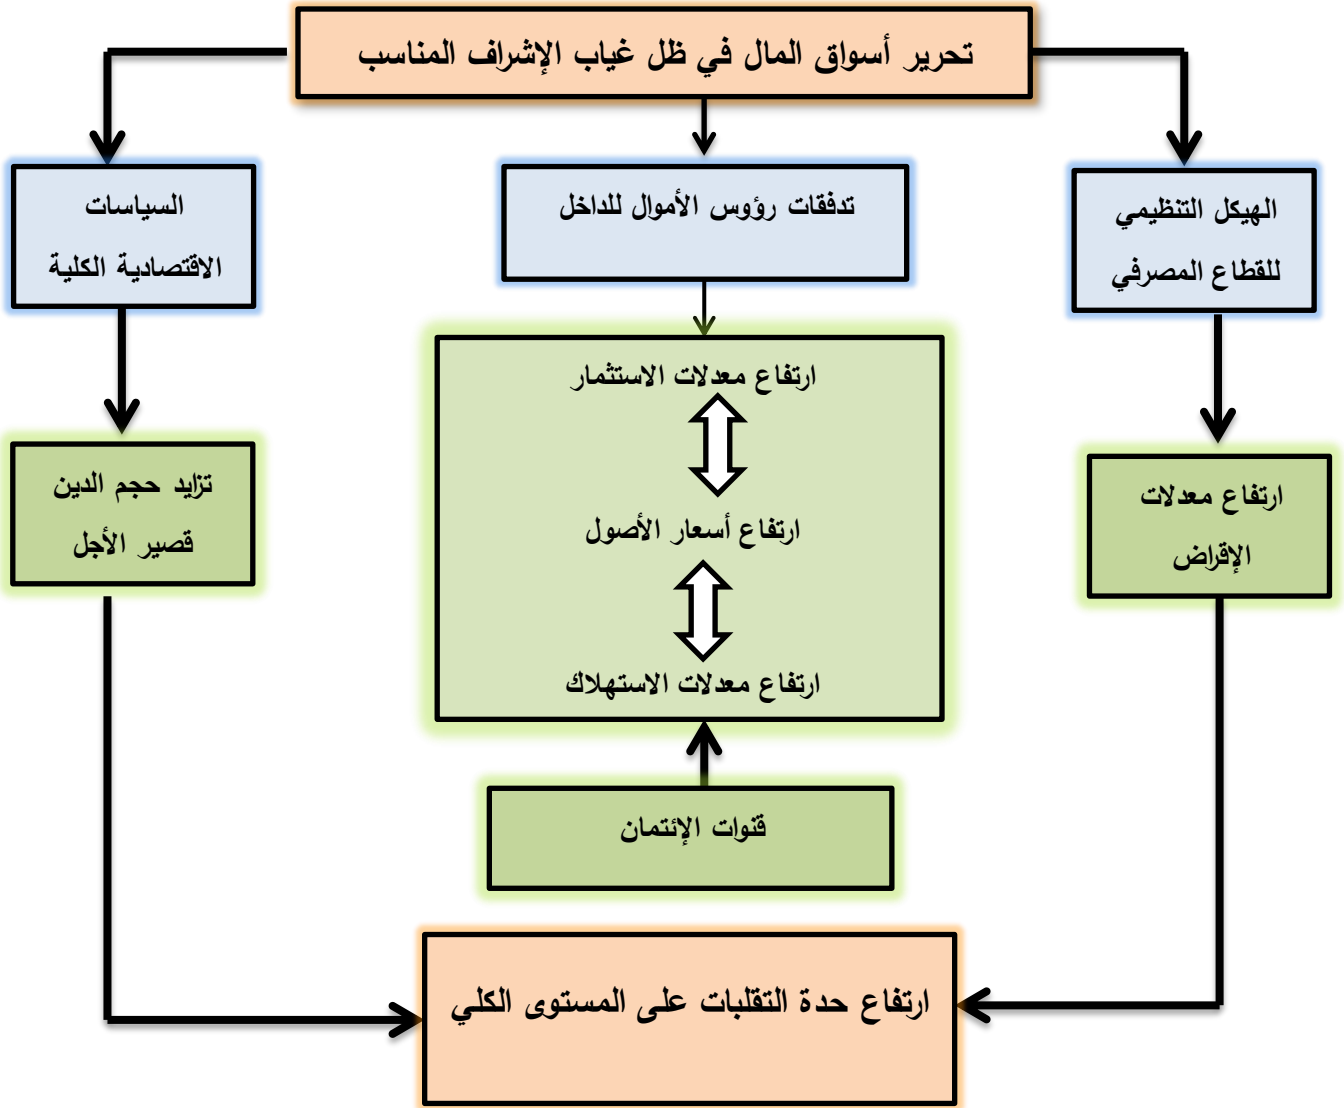 تحرير أسواق المال في ظل غياب الإشراف المناسب
الهيكل التنظيمي
للقطاع المصرفي
تدفقات رؤوس الأموال للداخل
السياسات
الاقتصادية الكلية
ارتفاع معدلات
الإقراض
ارتفاع معدلات الاستثمار
ارتفاع أسعار الأصول
ارتفاع معدلات الاستهلاك
تزايد حجم الدين
قصير الأجل
قنوات الإئتمان
ارتفاع حدة التقلبات على المستوى الكلي